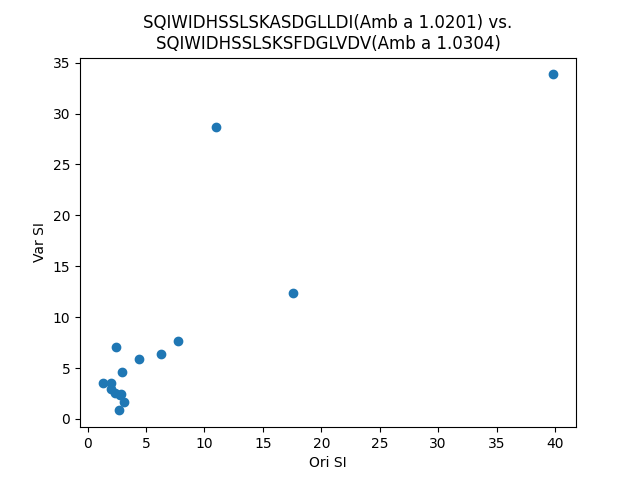 SQIWIDHSSLSKASDGLLDI(Amb a 1.0201) vs.
SQIWIDHSSLSKSFDGLVDV(Amb a 1.0304)
35
30
25
20
15
10
5
0
Var SI
0 5 10 15 20 25 30 35 40
Ori SI